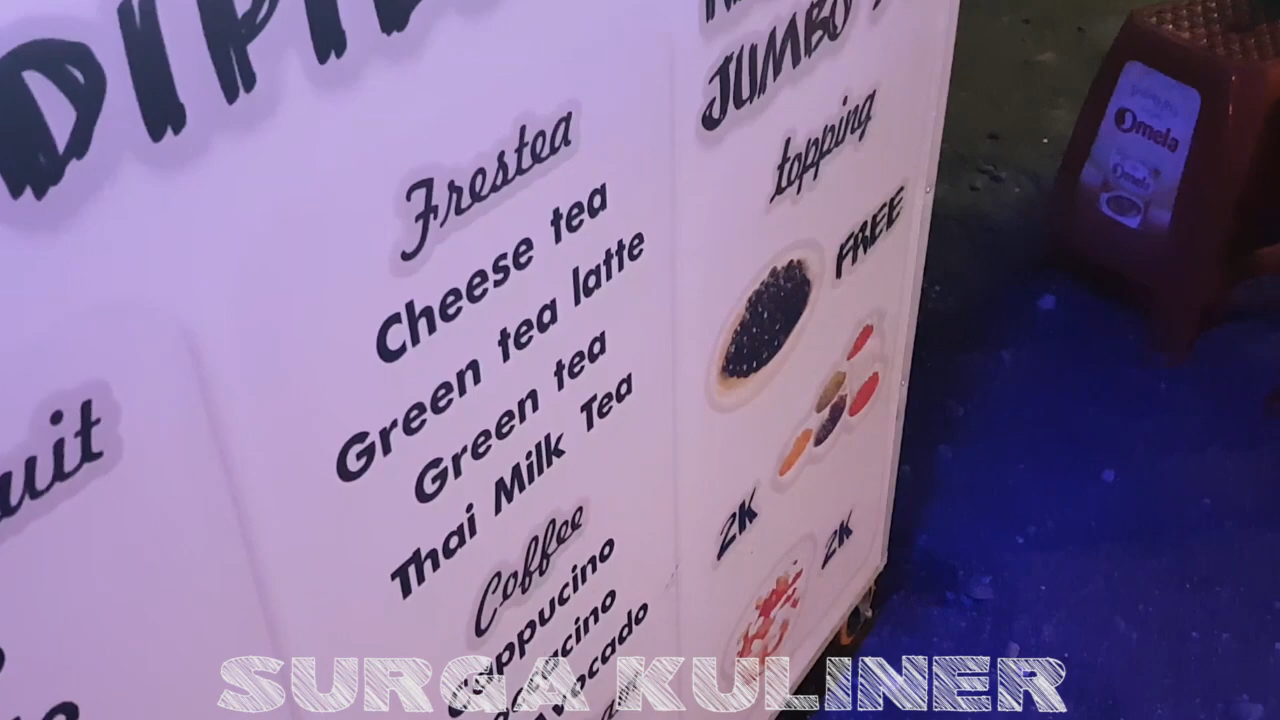 Frestea
Cheese tea
Green tea latte
Green tea
Thai Milk Tea
Coffee
Cappucino
JUMBO
topping
FREE
2K
2K
Omela
Omela
SURGA KULINER